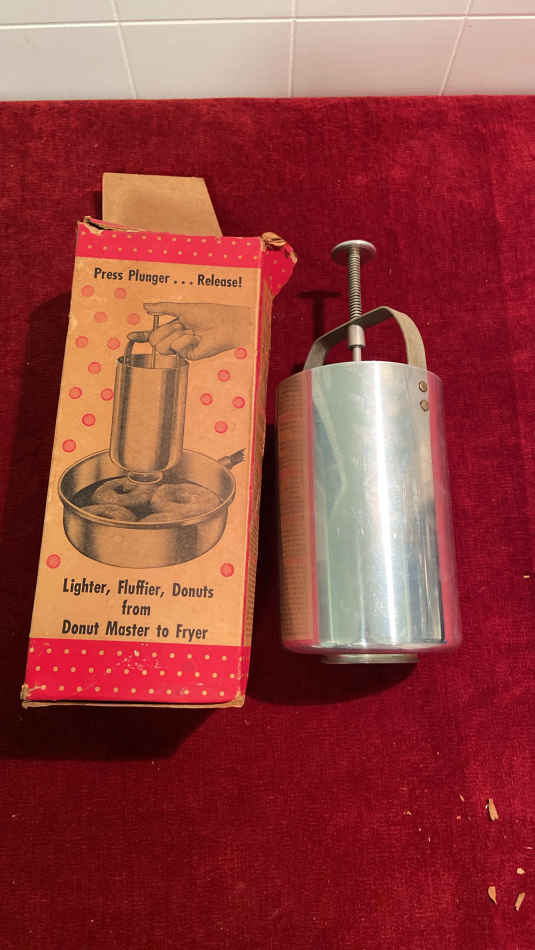 Press Plunger . . . Release!
Lighter, Fluffier, Donuts
from
Donut Master to Fryer